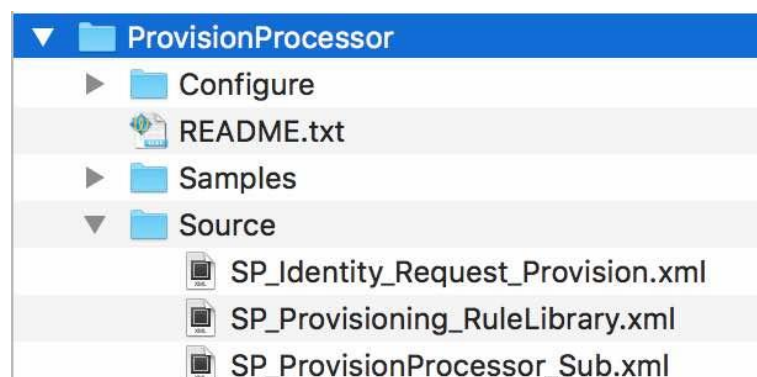 ProvisionProcessor
Configure
README.txt
Samples
Source
SP_Identity_Request_Provision.xml
SP_Provisioning_RuleLibrary.xml
SP_ProvisionProcessor_Sub.xml